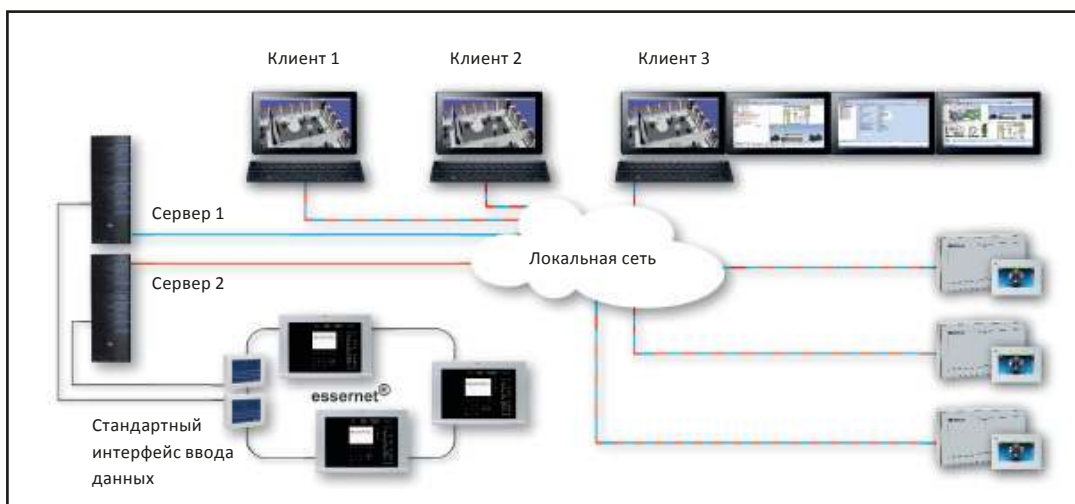 Клиент 1
Клиент 2
Клиент 3
Сервер 1
Локальная сеть
Сервер 2
essernet®
Стандартный
интерфейс ввода
данных